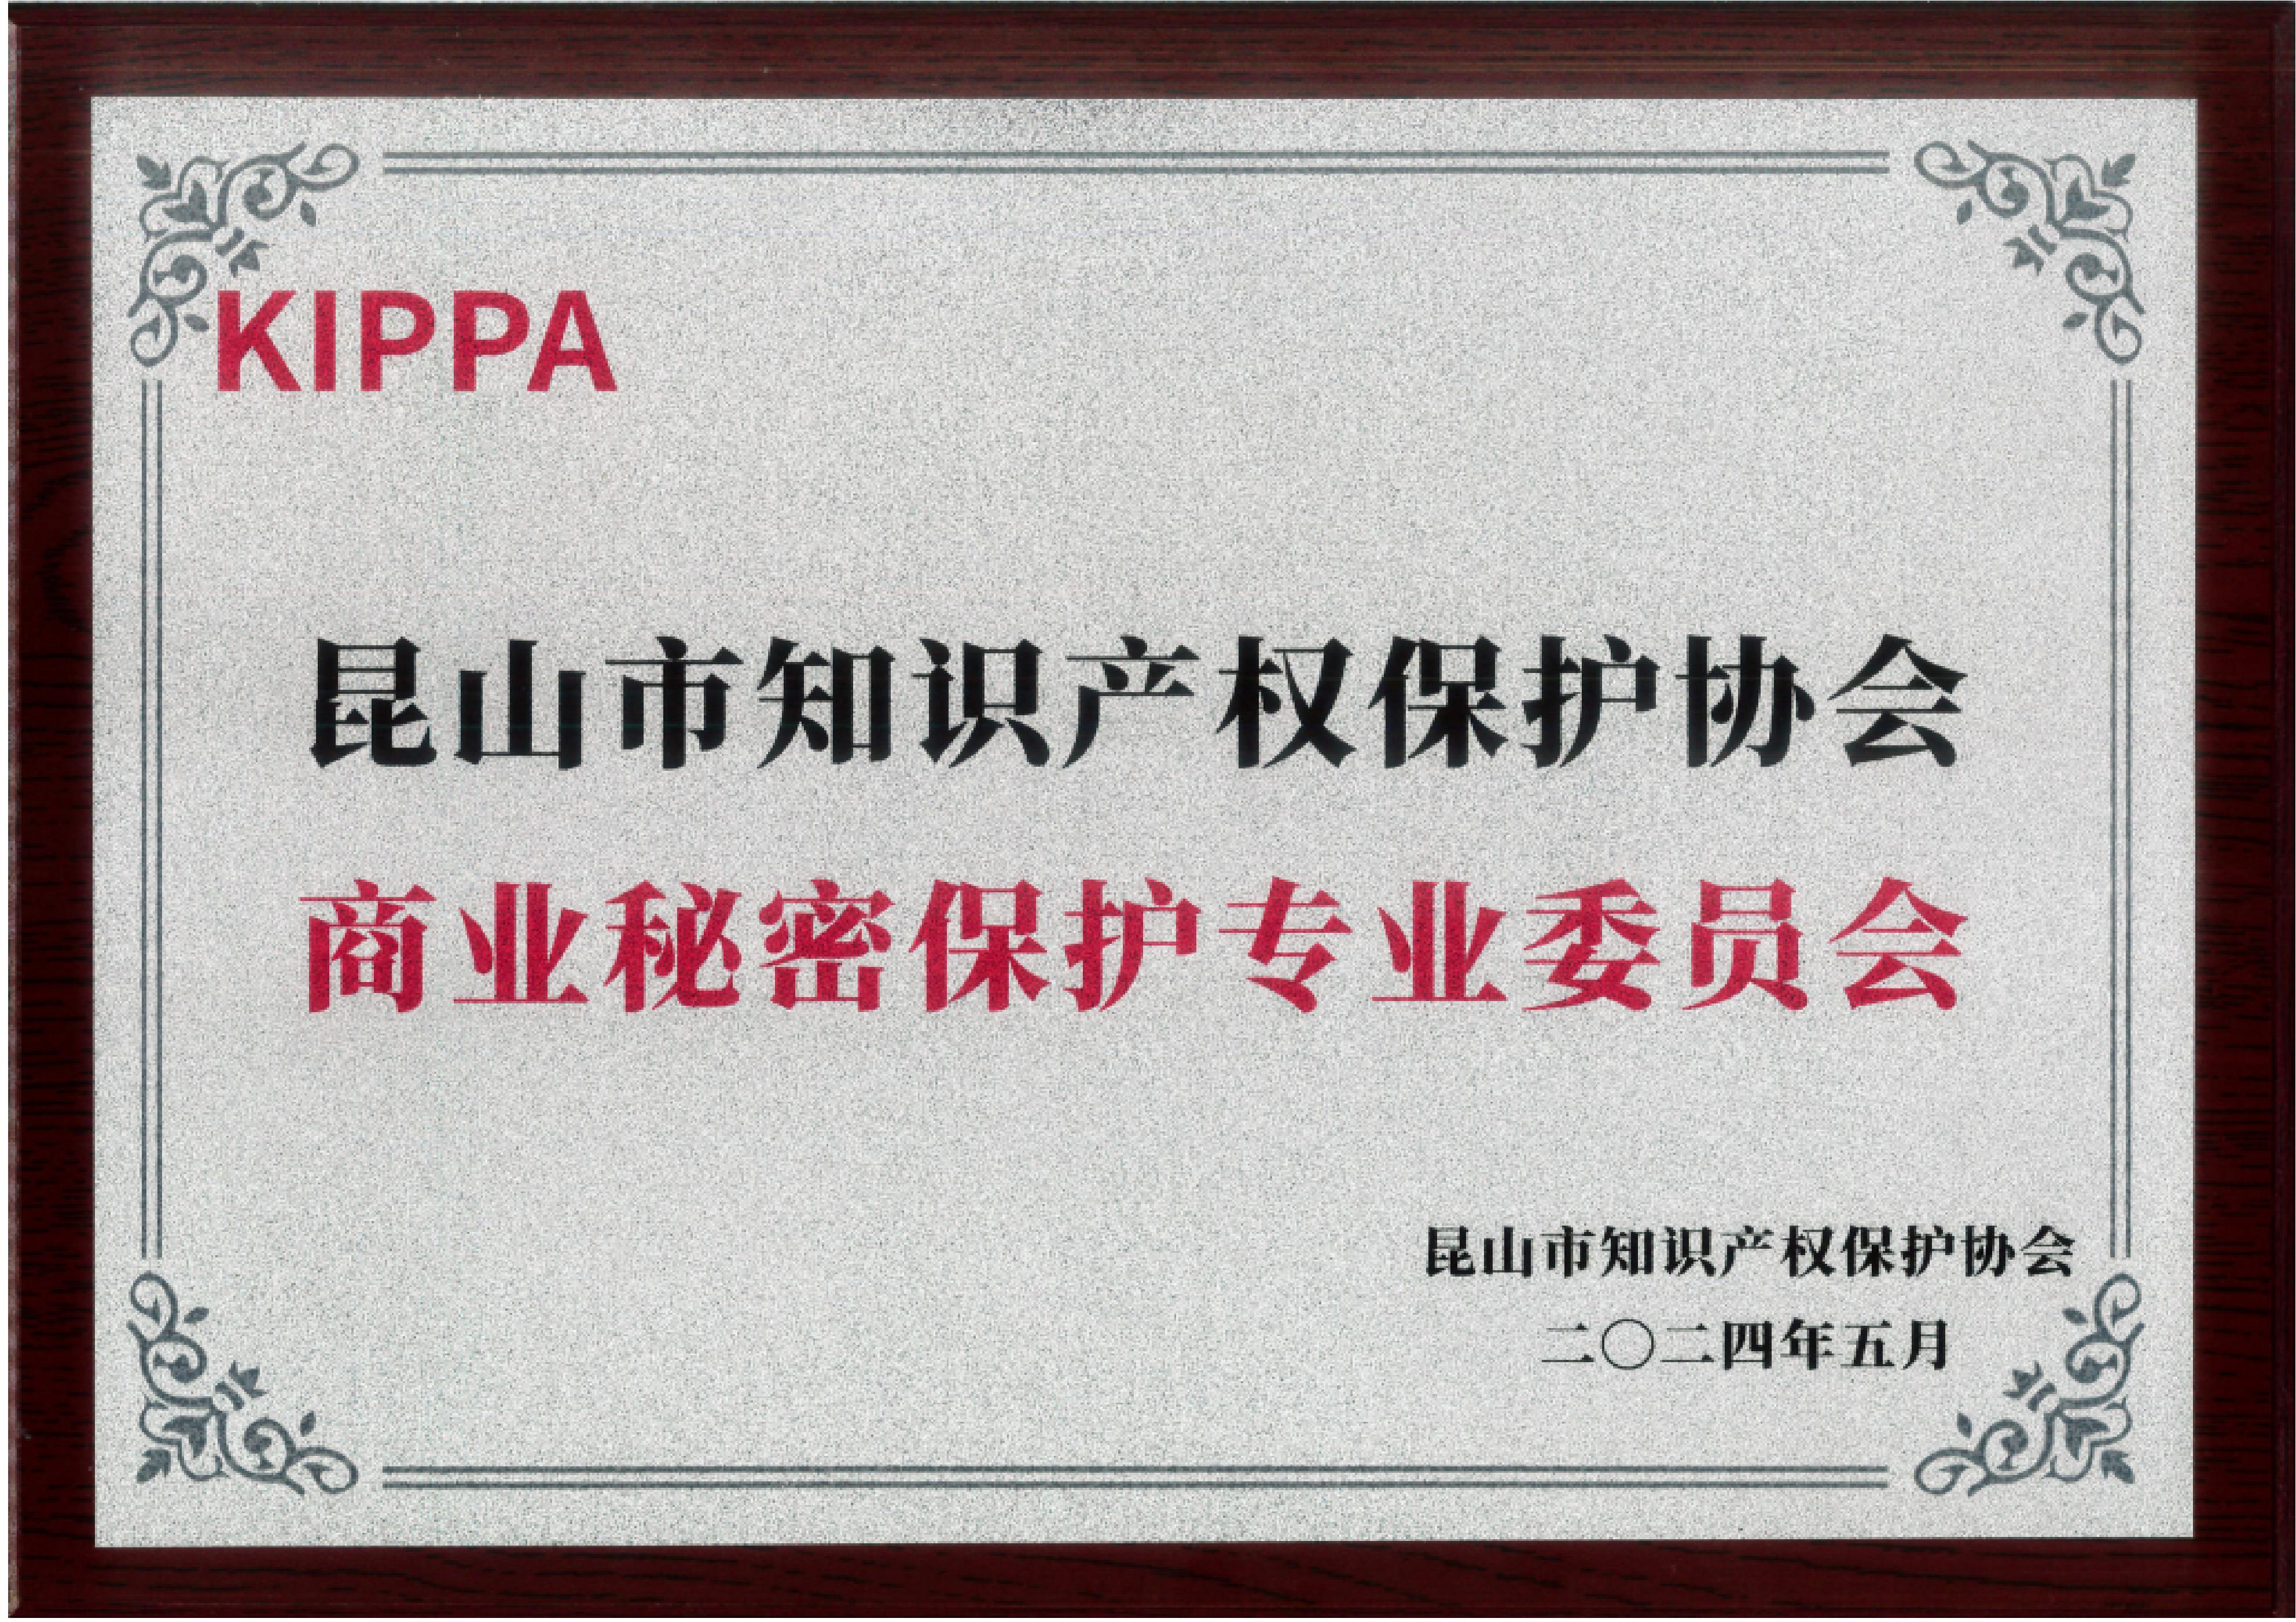 KIPPA
昆山市知识产权保护协会
商业秘密保护专业委员会
昆山市知识产权保护协会
二〇二四年五月